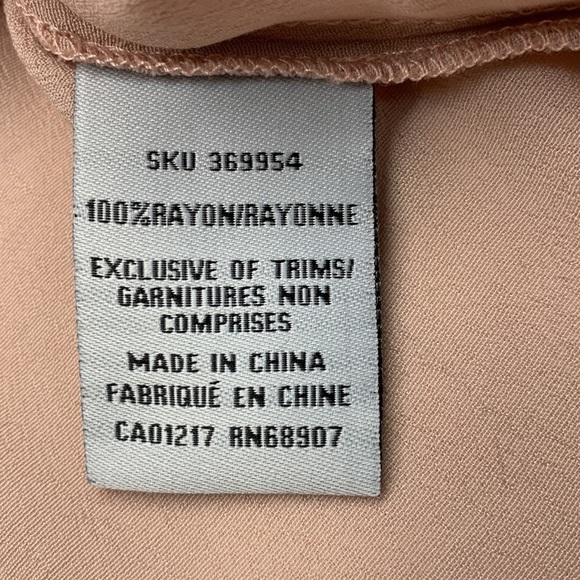 SKU 369954
100%RAYON/RAYONNE
EXCLUSIVE OF TRIMS/
GARNITURES NON
COMPRISES
MADE IN CHINA
FABRIQUÉ EN CHINE
CA01217 RN68907